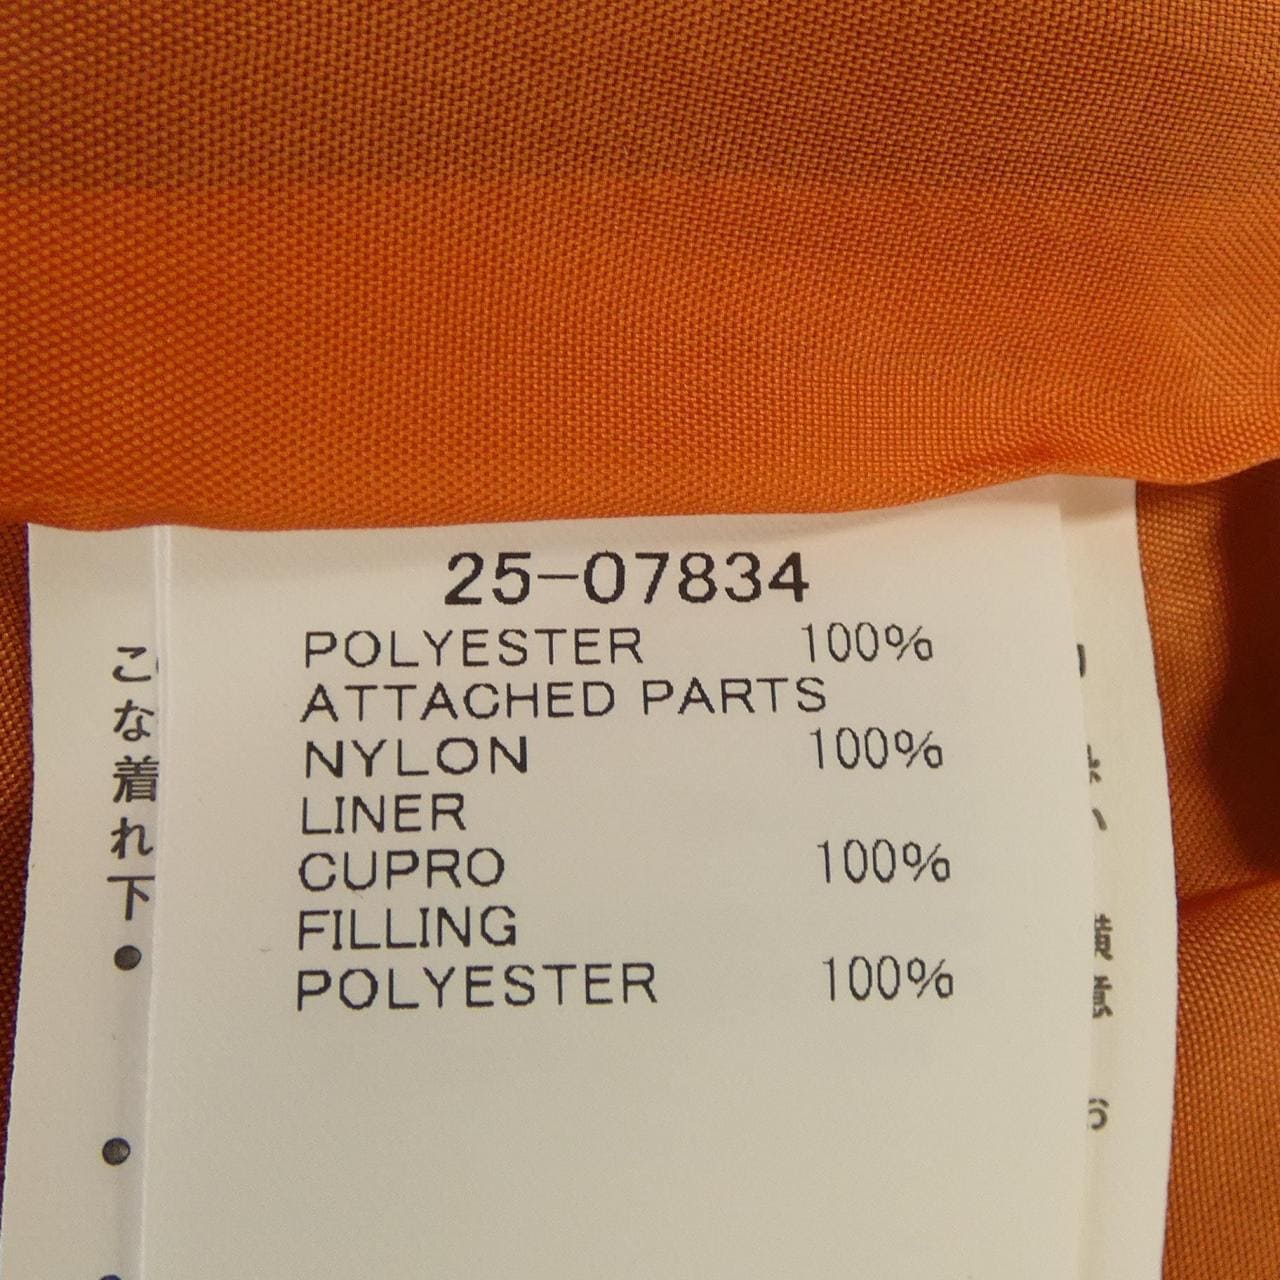 25-07834
POLYESTER 100%
ATTACHED PARTS
NYLON 100%
LINER
CUPRO 100%
FILLING
POLYESTER 100%
こ
な
着
れ
下